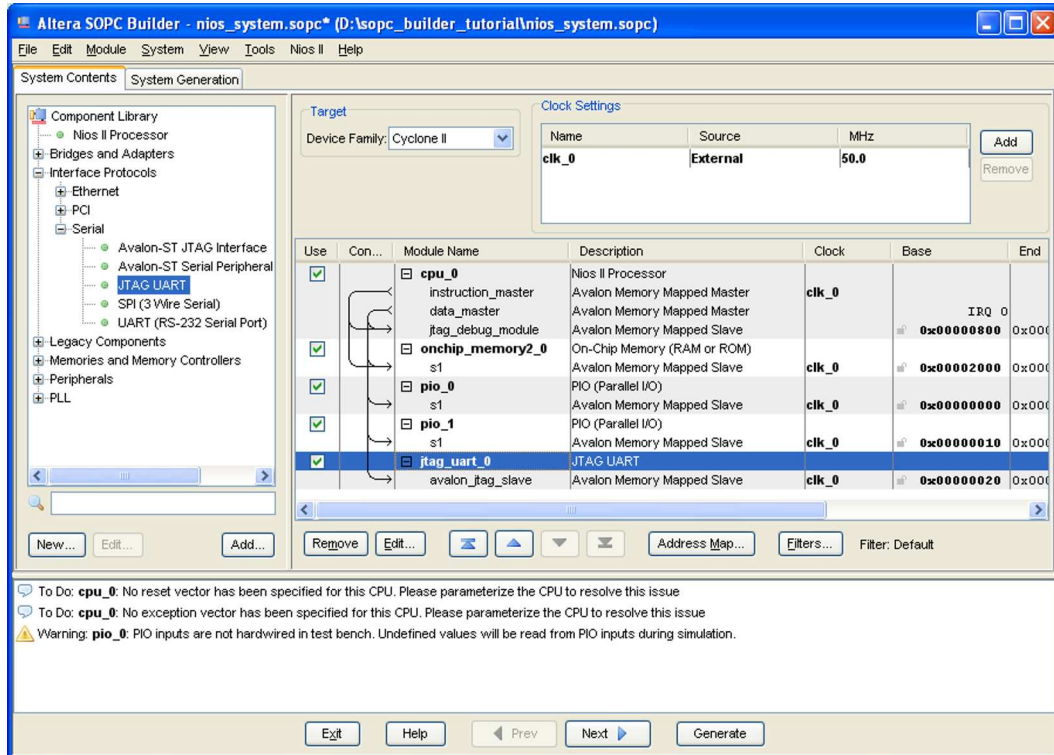 Altera SOPC Builder - nios_system.sopc* (D:\sopc_builder_tutorial\nios_system.sopc)
File Edit Module System View Tools Nios II Help
System Contents System Generation
Component Library
Nios II Processor
Bridges and Adapters
Interface Protocols
Ethernet
PCI
Serial
Avalon-ST JTAG Interface
Avalon-ST Serial Peripheral
JTAG UART
SPI (3 Wire Serial)
UART (RS-232 Serial Port)
Legacy Components
Memories and Memory Controllers
Peripherals
PLL
New... Edit... Add...
Target
Device Family: Cyclone II
Clock Settings
Name Source MHz
clk_0 External 50.0
Add
Remove
Use Con... Module Name Description Clock Base End
cpu_0 Nios II Processor
instruction_master Avalon Memory Mapped Master clk_0
data_master Avalon Memory Mapped Master IRQ 0
jtag_debug_module Avalon Memory Mapped Slave 0x00000800 0x000
onchip_memory2_0 On-Chip Memory (RAM or ROM)
s1 Avalon Memory Mapped Slave clk_0 0x00002000 0x000
pio_0 PIO (Parallel I/O)
s1 Avalon Memory Mapped Slave clk_0 0x00000000 0x000
pio_1 PIO (Parallel I/O)
s1 Avalon Memory Mapped Slave clk_0 0x00000010 0x000
jtag_uart_0 JTAG UART
avalon_jtag_slave Avalon Memory Mapped Slave clk_0 0x00000020 0x000
Remove Edit... Address Map... Filters... Filter: Default
To Do: cpu_0: No reset vector has been specified for this CPU. Please parameterize the CPU to resolve this issue
To Do: cpu_0: No exception vector has been specified for this CPU. Please parameterize the CPU to resolve this issue
Warning: pio_0: PIO inputs are not hardwired in test bench. Undefined values will be read from PIO inputs during simulation.
Exit Help Prev Next Generate